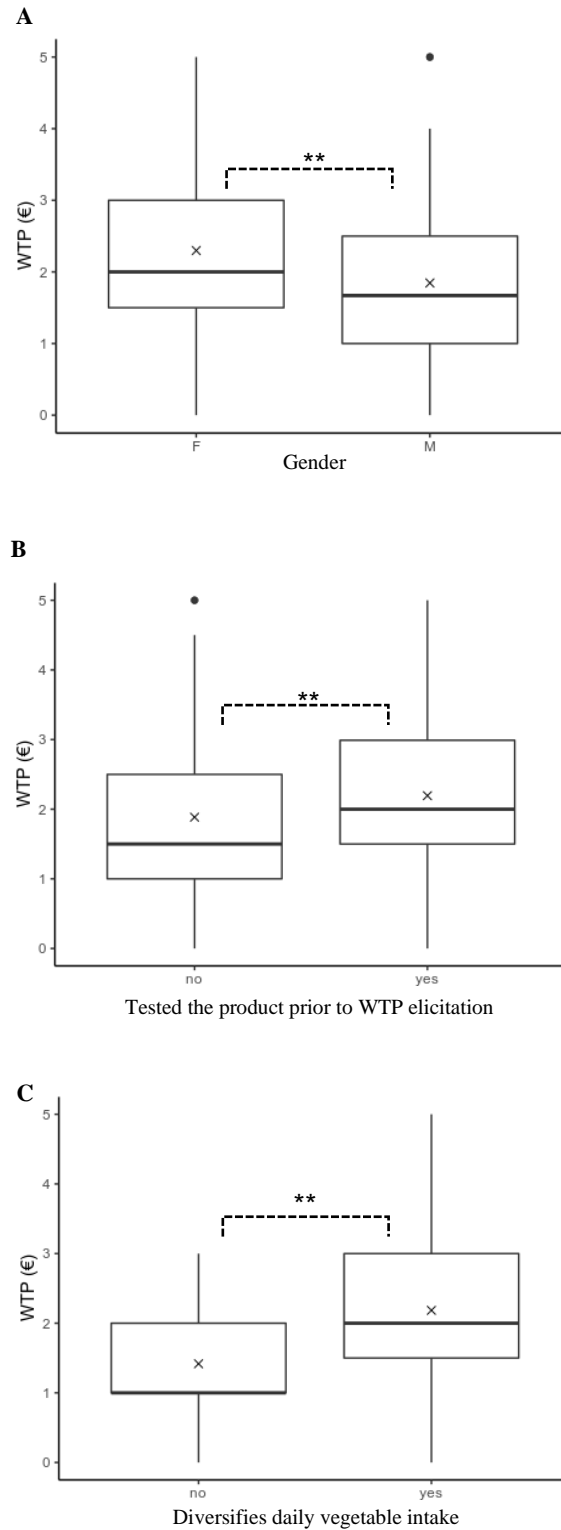 A
WTP (€)
5
4
3
2
1
0
**
F
M
Gender
B
WTP (€)
5
4
3
2
1
0
**
no
yes
Tested the product prior to WTP elicitation
C
WTP (€)
5
4
3
2
1
0
**
no
yes
Diversifies daily vegetable intake